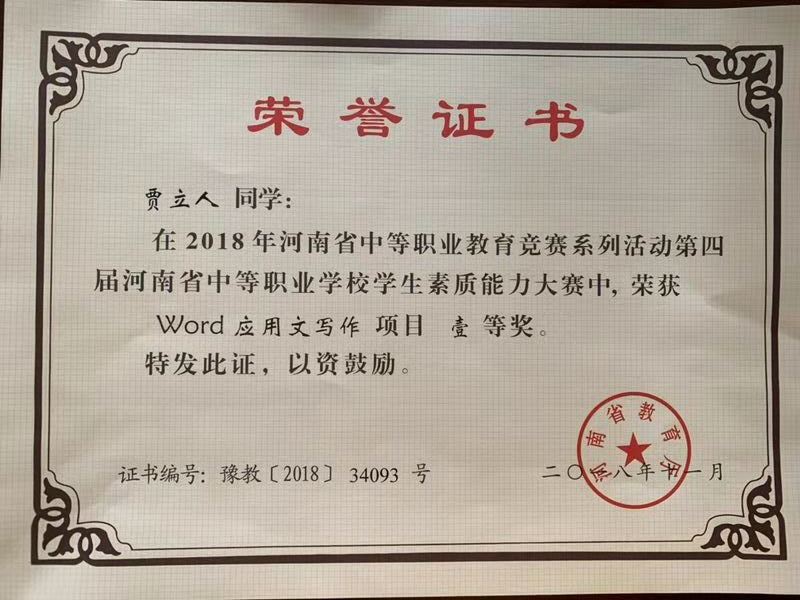 荣誉证书
贾立人 同学：
在2018年河南省中等职业教育竞赛系列活动第四
届河南省中等职业学校学生素质能力大赛中，荣获
Word 应用文写作 项目 壹 等奖。
特发此证，以资鼓励。
河南省教育厅
证书编号：豫教〔2018〕 34093 号
二〇一八年十一月